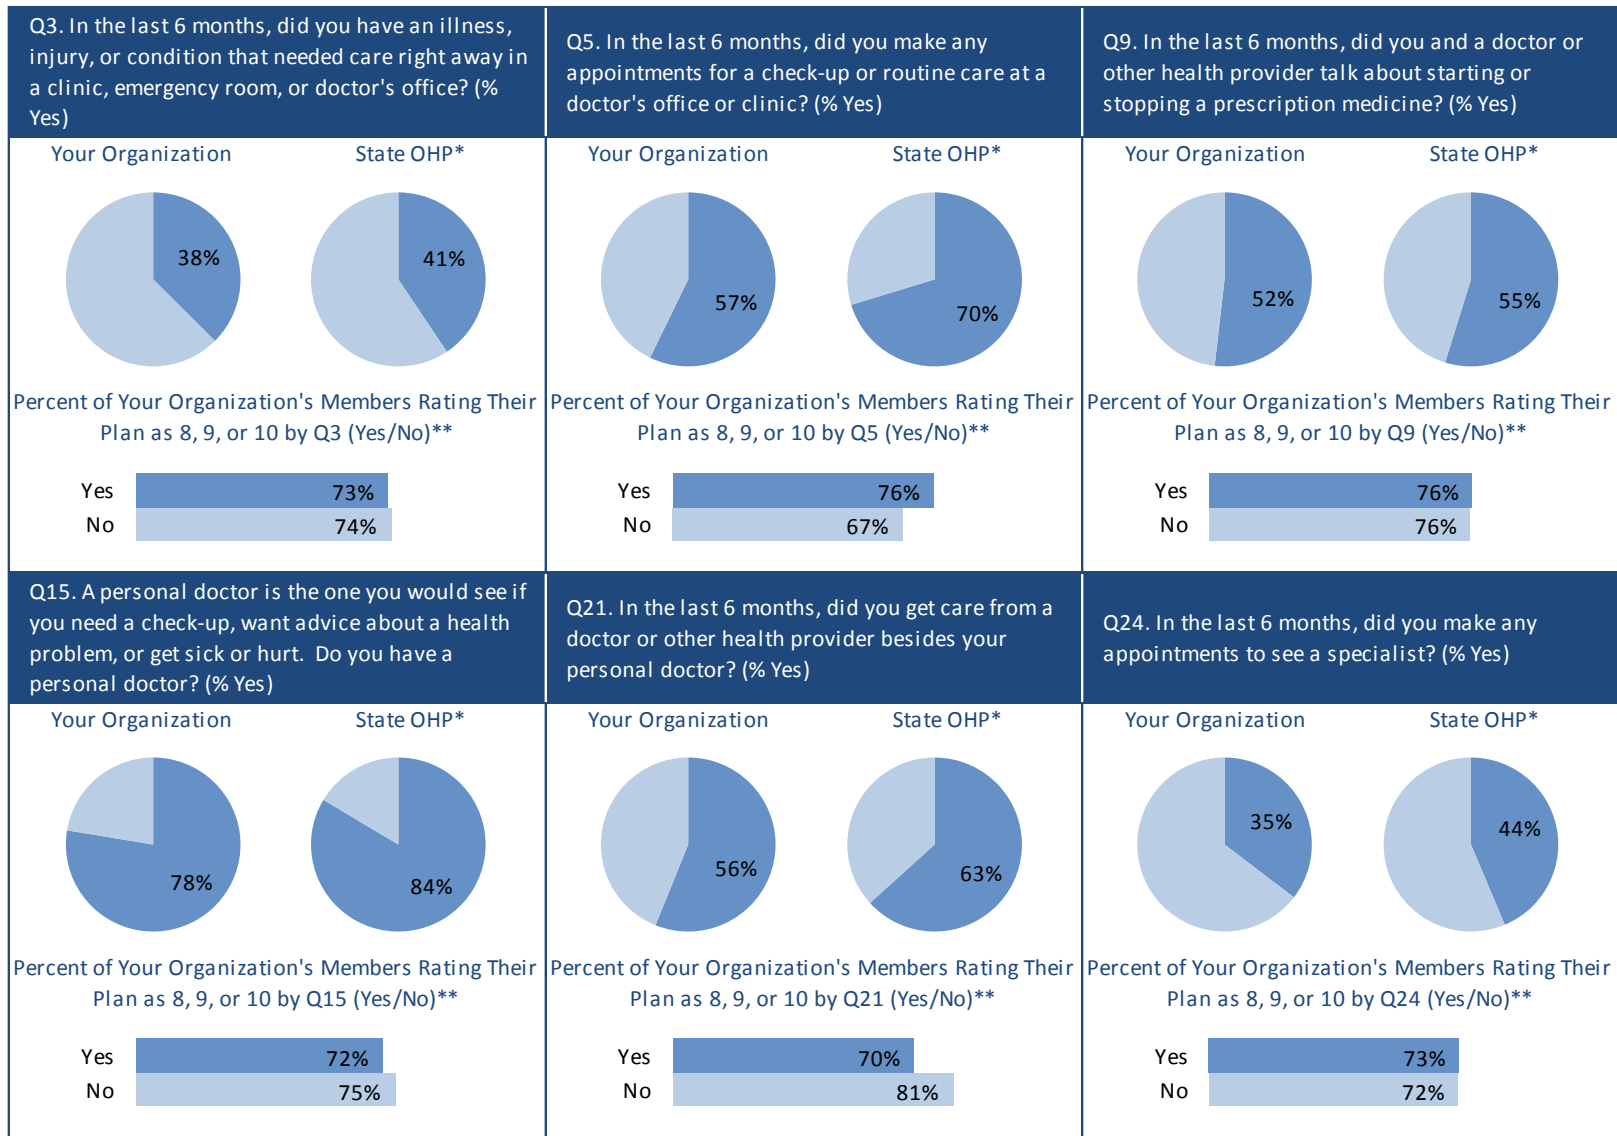 Q3. In the last 6 months, did you have an illness,
injury, or condition that needed care right away in
a clinic, emergency room, or doctor's office? (%
Yes)
Q5. In the last 6 months, did you make any
appointments for a check-up or routine care at a
doctor's office or clinic? (% Yes)
Q9. In the last 6 months, did you and a doctor or
other health provider talk about starting or
stopping a prescription medicine? (% Yes)
Your Organization
State OHP*
38%
41%
Percent of Your Organization's Members Rating Their
Plan as 8, 9, or 10 by Q3 (Yes/No)**
Yes
73%
No
74%
Your Organization
State OHP*
57%
70%
Percent of Your Organization's Members Rating Their
Plan as 8, 9, or 10 by Q5 (Yes/No)**
Yes
76%
No
67%
Your Organization
State OHP*
52%
55%
Percent of Your Organization's Members Rating Their
Plan as 8, 9, or 10 by Q9 (Yes/No)**
Yes
76%
No
76%
Q15. A personal doctor is the one you would see if
you need a check-up, want advice about a health
problem, or get sick or hurt.  Do you have a
personal doctor? (% Yes)
Q21. In the last 6 months, did you get care from a
doctor or other health provider besides your
personal doctor? (% Yes)
Q24. In the last 6 months, did you make any
appointments to see a specialist? (% Yes)
Your Organization
State OHP*
78%
84%
Percent of Your Organization's Members Rating Their
Plan as 8, 9, or 10 by Q15 (Yes/No)**
Yes
72%
No
75%
Your Organization
State OHP*
56%
63%
Percent of Your Organization's Members Rating Their
Plan as 8, 9, or 10 by Q21 (Yes/No)**
Yes
70%
No
81%
Your Organization
State OHP*
35%
44%
Percent of Your Organization's Members Rating Their
Plan as 8, 9, or 10 by Q24 (Yes/No)**
Yes
73%
No
72%